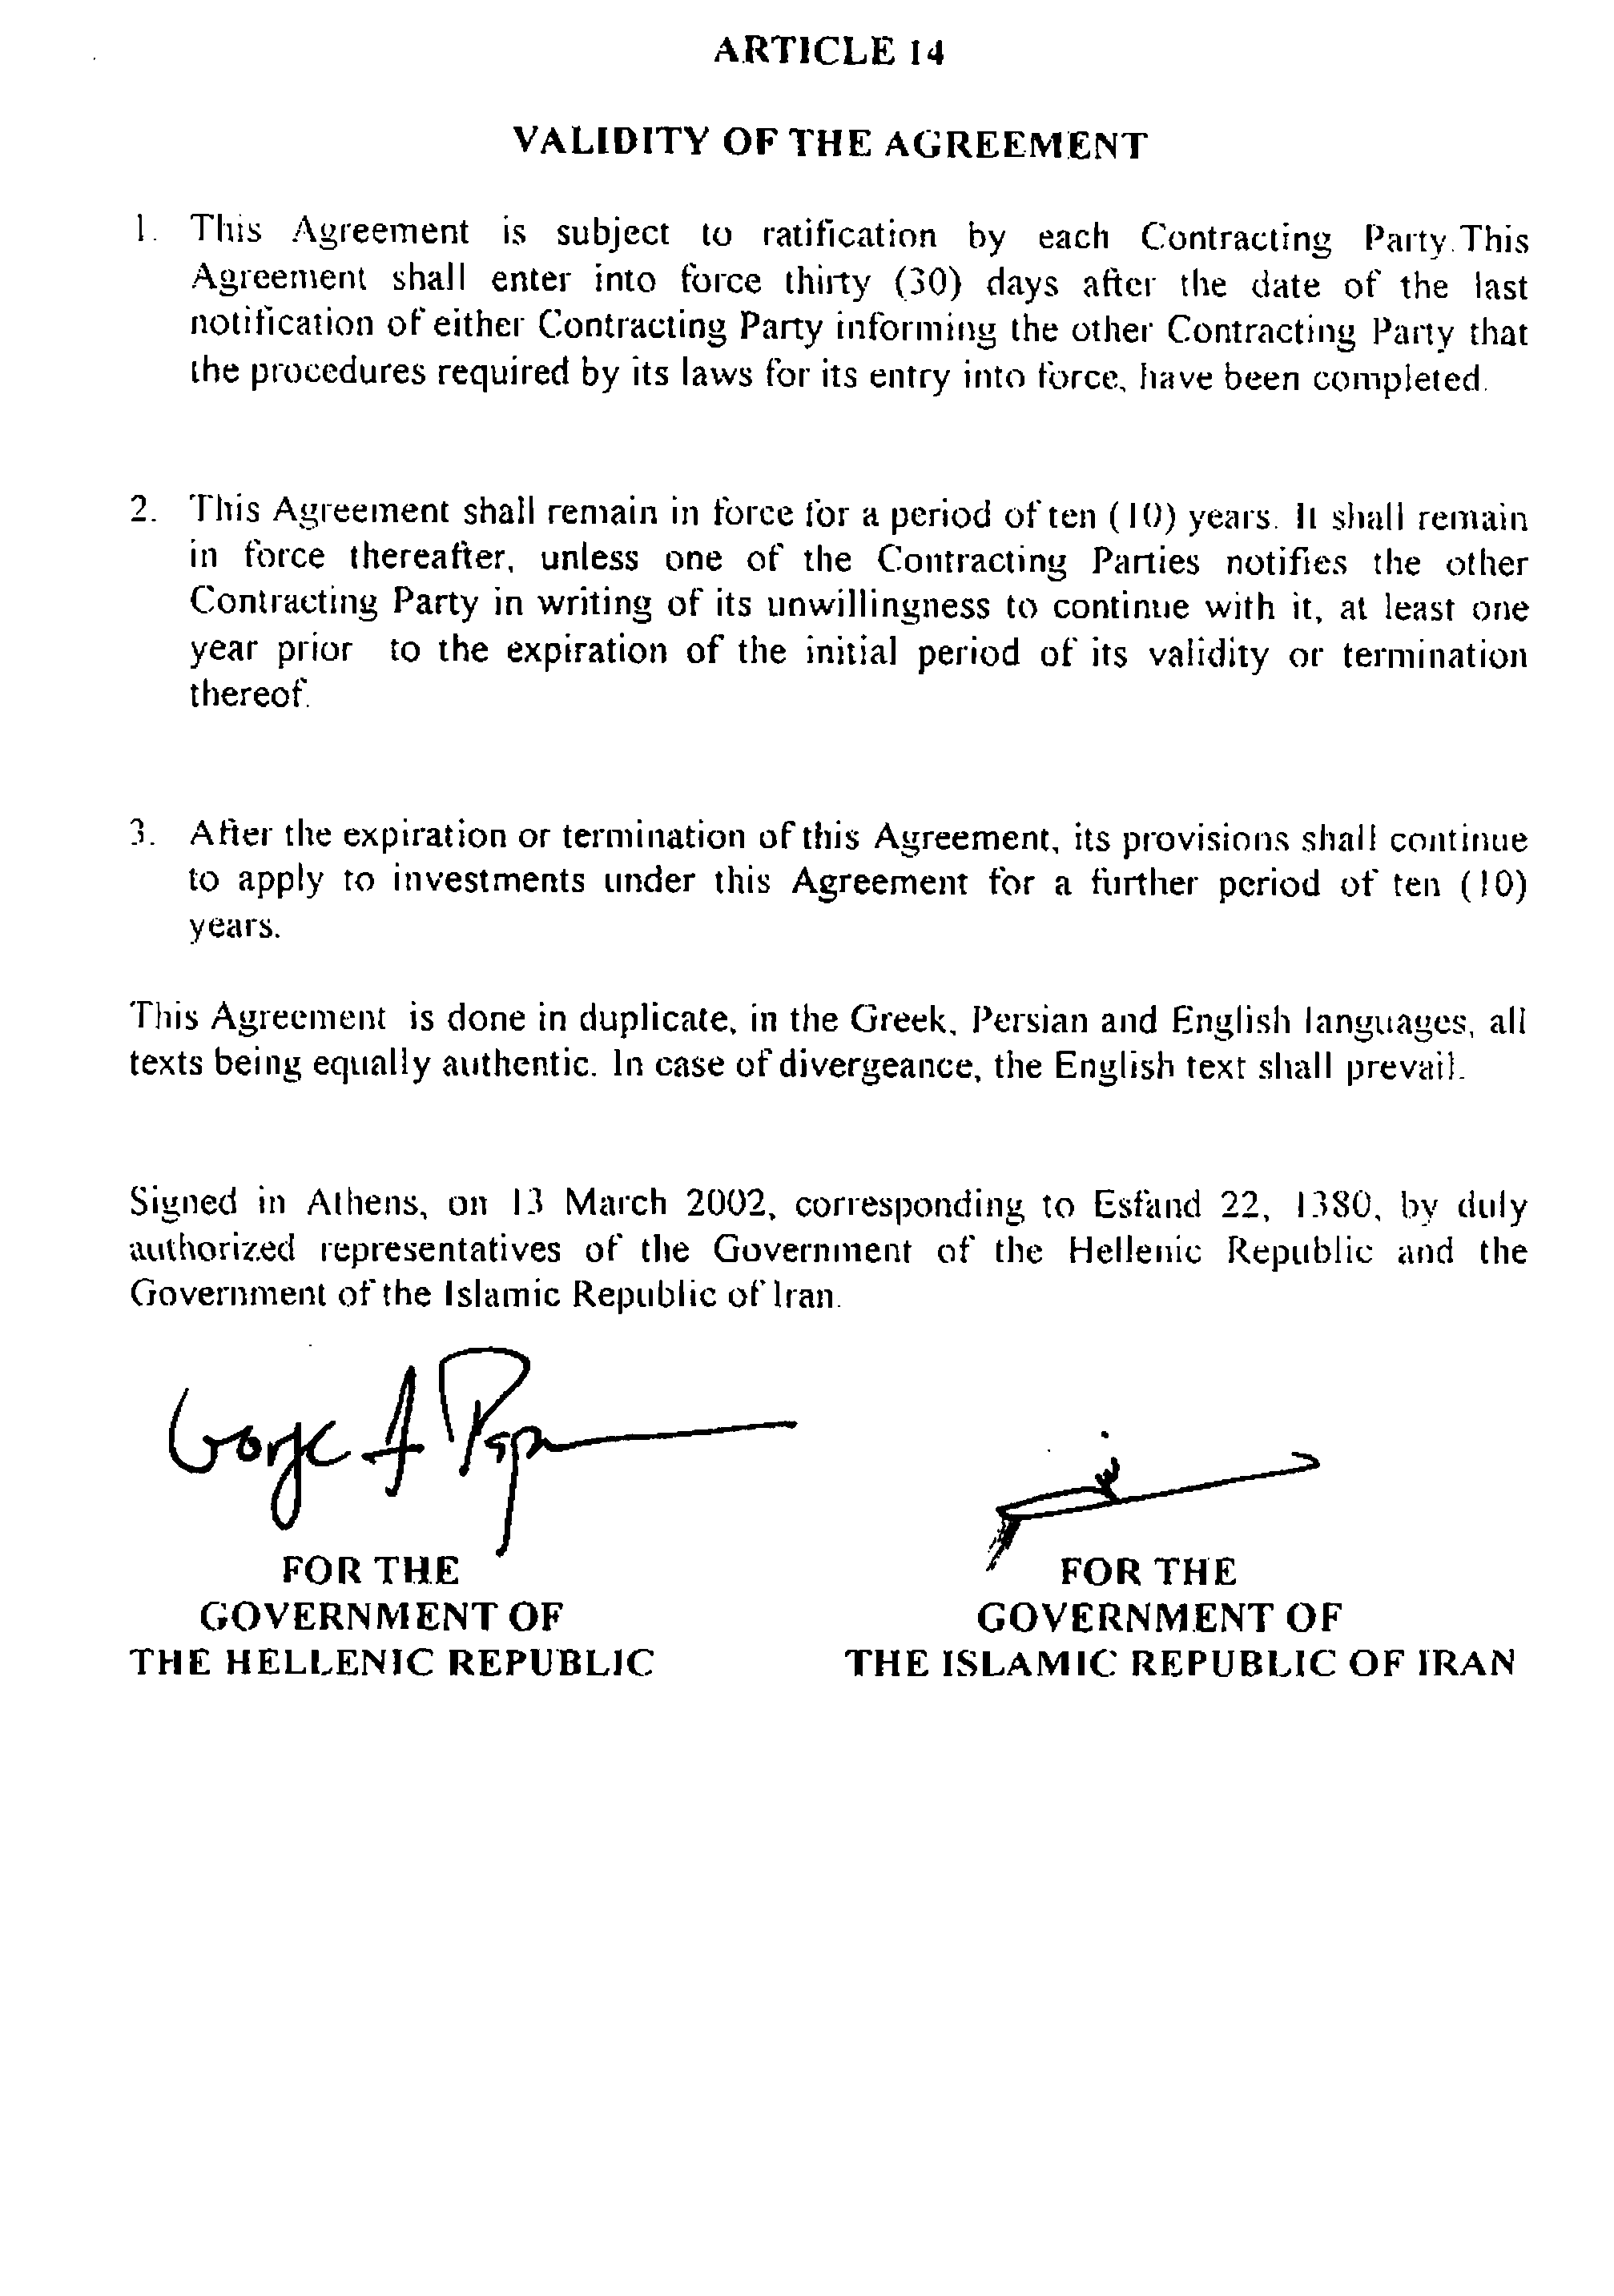 ARTICLE 14
VALIDITY OF THE AGREEMENT
1. This Agreement is subject to ratification by each Contracting Party.This
Agreement shall enter into force thirty (30) days after the date of the last
notification of either Contracting Party informing the other Contracting Party that
the procedures required by its laws for its entry into force, have been completed.
2. This Agreement shall remain in force for a period of ten (10) years. It shall remain
in force thereafter, unless one of the Contracting Parties notifies the other
Contracting Party in writing of its unwillingness to continue with it, at least one
year prior to the expiration of the initial period of its validity or termination
thereof.
3. After the expiration or termination of this Agreement, its provisions shall continue
to apply to investments under this Agreement for a further period of ten (10)
years.
This Agreement is done in duplicate, in the Greek, Persian and English languages, all
texts being equally authentic. In case of divergeance, the English text shall prevail.
Signed in Athens, on 13 March 2002, corresponding to Esfand 22, 1380, by duly
authorized representatives of the Government of the Hellenic Republic and the
Government of the Islamic Republic of Iran.
George A Pap
FOR THE
GOVERNMENT OF
THE HELLENIC REPUBLIC
FOR THE
GOVERNMENT OF
THE ISLAMIC REPUBLIC OF IRAN